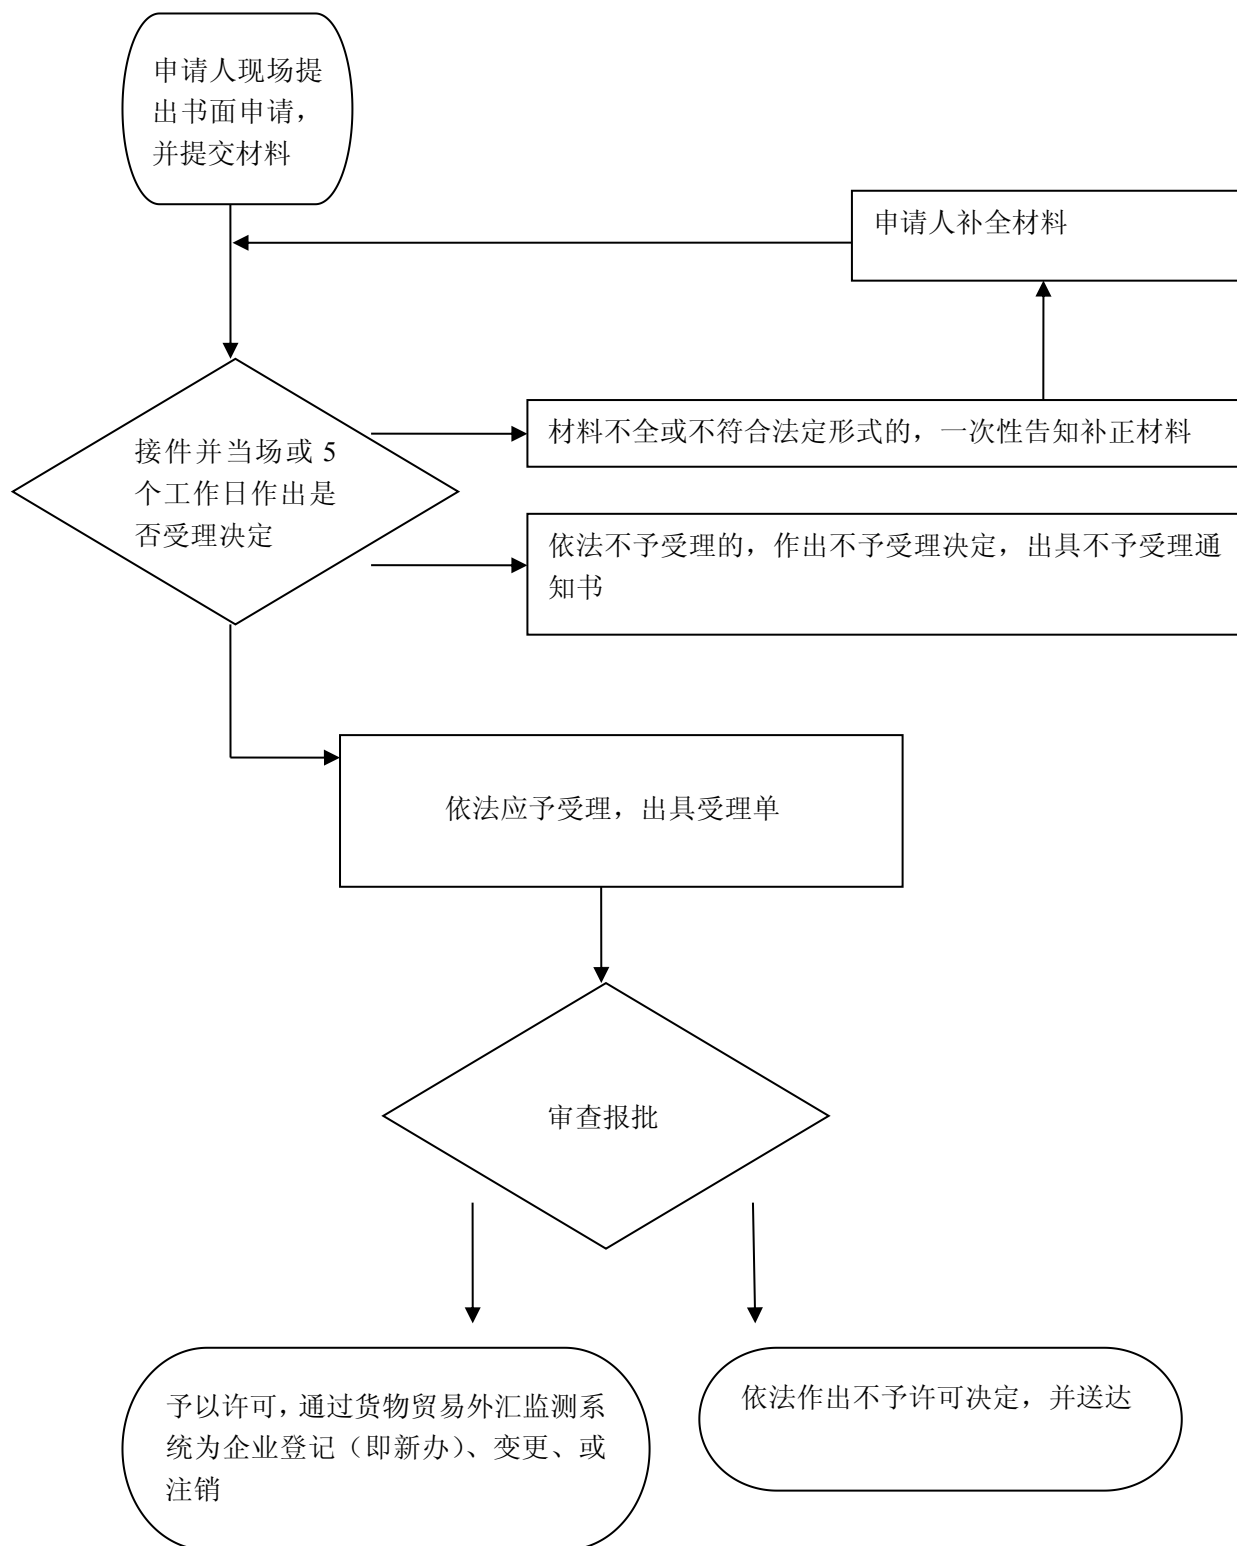 申请人现场提
出书面申请，
并提交材料
申请人补全材料
材料不全或不符合法定形式的，一次性告知补正材料
接件并当场或 5
个工作日作出是
否受理决定
依法不予受理的，作出不予受理决定，出具不予受理通
知书
依法应予受理，出具受理单
审查报批
予以许可，通过货物贸易外汇监测系
统为企业登记（即新办）、变更、或
注销
依法作出不予许可决定，并送达